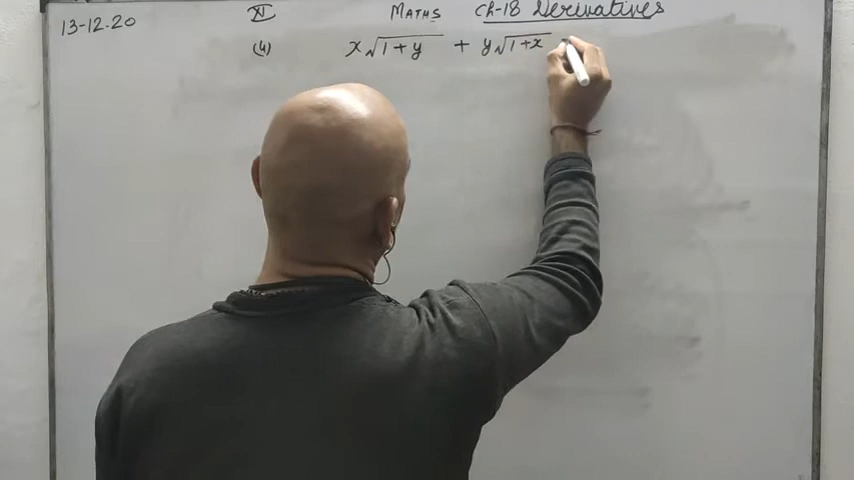 13-12-20 XI MATHS Ch-18 Derivatives
(4) x√1+y + y√1+x